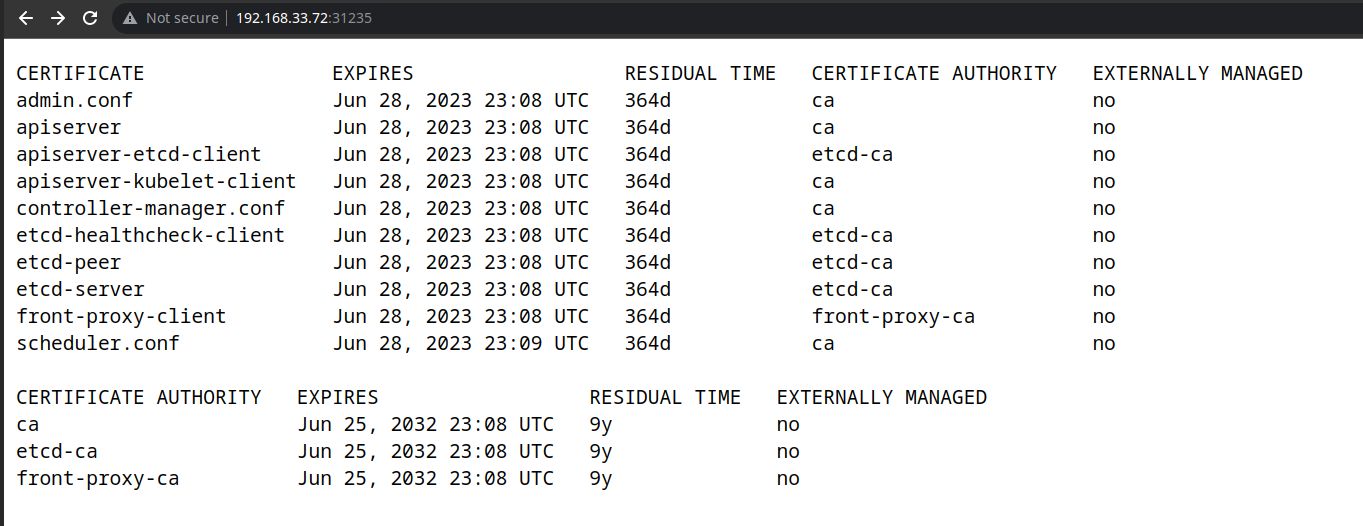 Not secure | 192.168.33.72:31235
CERTIFICATE EXPIRES RESIDUAL TIME CERTIFICATE AUTHORITY EXTERNALLY MANAGED
admin.conf Jun 28, 2023 23:08 UTC 364d ca no
apiserver Jun 28, 2023 23:08 UTC 364d ca no
apiserver-etcd-client Jun 28, 2023 23:08 UTC 364d etcd-ca no
apiserver-kubelet-client Jun 28, 2023 23:08 UTC 364d ca no
controller-manager.conf Jun 28, 2023 23:08 UTC 364d ca no
etcd-healthcheck-client Jun 28, 2023 23:08 UTC 364d etcd-ca no
etcd-peer Jun 28, 2023 23:08 UTC 364d etcd-ca no
etcd-server Jun 28, 2023 23:08 UTC 364d etcd-ca no
front-proxy-client Jun 28, 2023 23:08 UTC 364d front-proxy-ca no
scheduler.conf Jun 28, 2023 23:09 UTC 364d ca no
CERTIFICATE AUTHORITY EXPIRES RESIDUAL TIME EXTERNALLY MANAGED
ca Jun 25, 2032 23:08 UTC 9y no
etcd-ca Jun 25, 2032 23:08 UTC 9y no
front-proxy-ca Jun 25, 2032 23:08 UTC 9y no